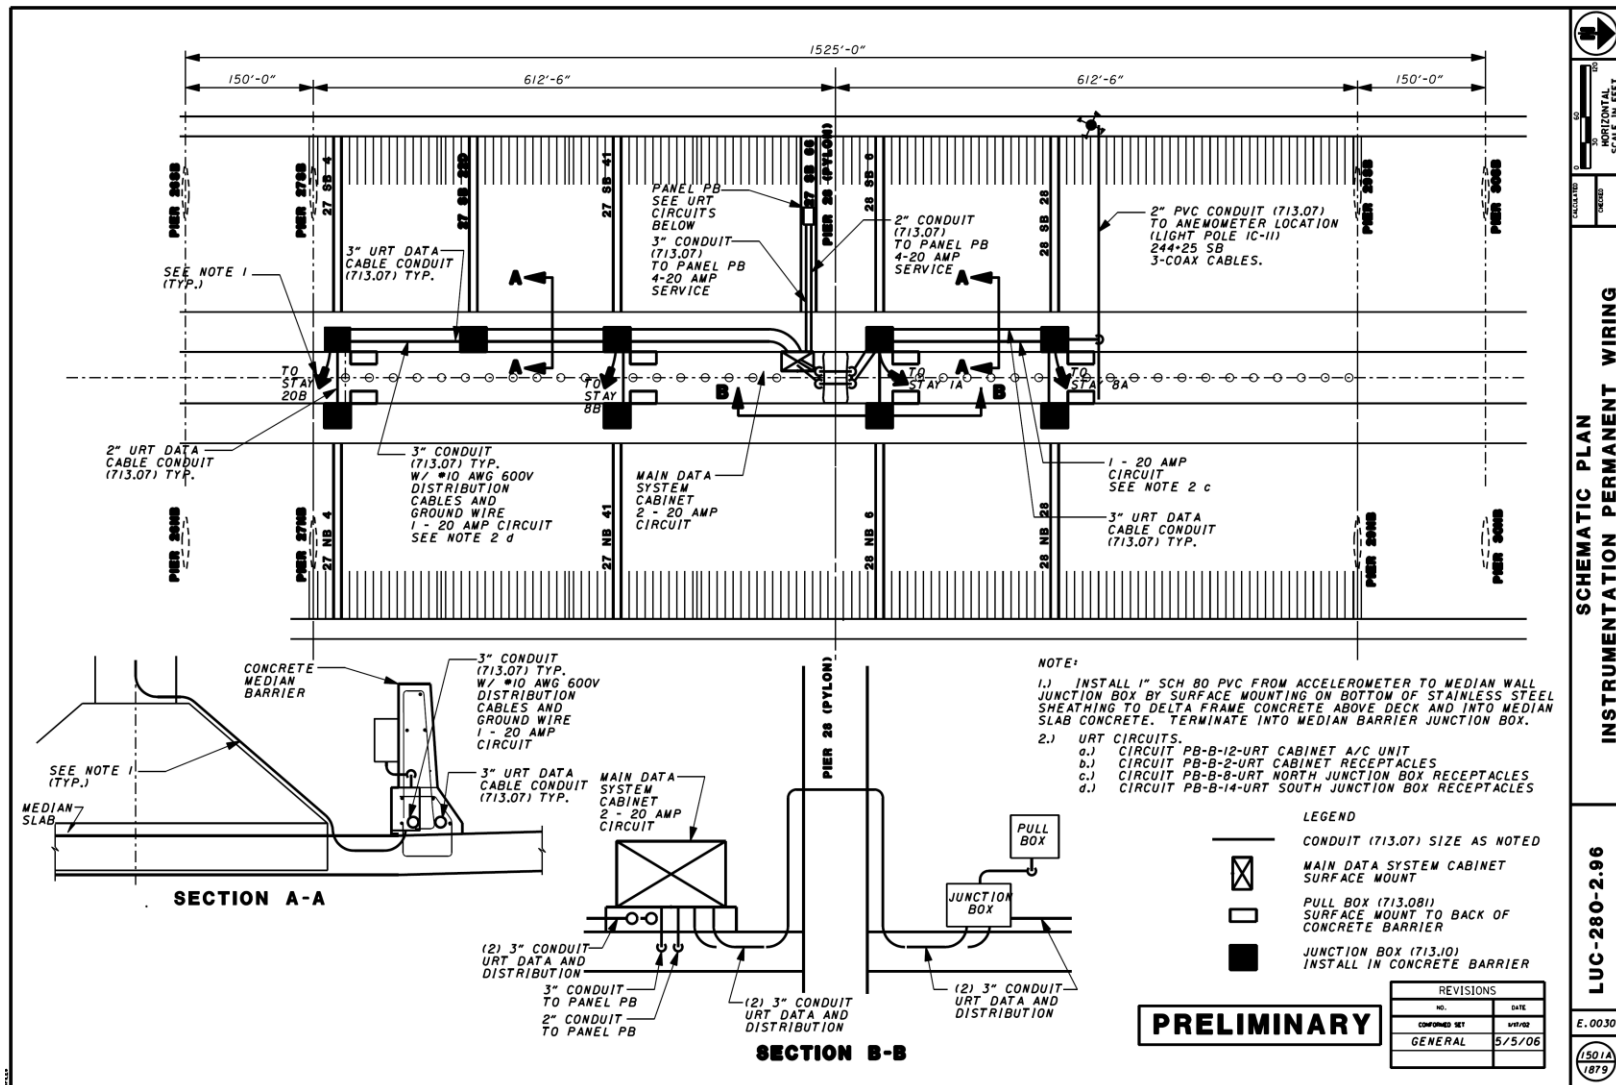 1525'-0"
150'-0"
612'-6"
612'-6"
150'-0"
PIER 26SB
PIER 27SB
27 SB 4
27 SB 22D
27 SB 41
27 SB 66
PIER 28 (PYLON)
28 SB 6
28 SB 28
PIER 29SB
PIER 30SB
PANEL PB
SEE URT
CIRCUITS
BELOW
3" CONDUIT
(713.07)
TO PANEL PB
4-20 AMP
SERVICE
2" CONDUIT
(713.07)
TO PANEL PB
4-20 AMP
SERVICE
2" PVC CONDUIT (713.07)
TO ANEMOMETER LOCATION
(LIGHT POLE IC-11)
244+25 SB
3-COAX CABLES.
3" URT DATA
CABLE CONDUIT
(713.07) TYP.
SEE NOTE 1
(TYP.)
A
A
A
A
TO
STAY
20B
TO
STAY
8B
B
B
TO
STAY 1A
TO
STAY 8A
2" URT DATA
CABLE CONDUIT
(713.07) TYP.
3" CONDUIT
(713.07) TYP.
W/ #10 AWG 600V
DISTRIBUTION
CABLES AND
GROUND WIRE
1 - 20 AMP CIRCUIT
SEE NOTE 2 d
MAIN DATA
SYSTEM
CABINET
2 - 20 AMP
CIRCUIT
1 - 20 AMP
CIRCUIT
SEE NOTE 2 c
3" URT DATA
CABLE CONDUIT
(713.07) TYP.
PIER 26NB
PIER 27NB
27 NB 4
27 NB 41
28 NB 6
28 NB 28
PIER 29NB
PIER 30NB
CONCRETE
MEDIAN
BARRIER
3" CONDUIT
(713.07) TYP.
W/ #10 AWG 600V
DISTRIBUTION
CABLES AND
GROUND WIRE
1 - 20 AMP
CIRCUIT
3" URT DATA
CABLE CONDUIT
(713.07) TYP.
SEE NOTE 1
(TYP.)
MEDIAN
SLAB
SECTION A-A
PIER 28 (PYLON)
MAIN DATA
SYSTEM
CABINET
2 - 20 AMP
CIRCUIT
PULL
BOX
JUNCTION
BOX
(2) 3" CONDUIT
URT DATA AND
DISTRIBUTION
3" CONDUIT
TO PANEL PB
2" CONDUIT
TO PANEL PB
(2) 3" CONDUIT
URT DATA AND
DISTRIBUTION
(2) 3" CONDUIT
URT DATA AND
DISTRIBUTION
SECTION B-B
NOTE:
1.) INSTALL 1" SCH 80 PVC FROM ACCELEROMETER TO MEDIAN WALL
JUNCTION BOX BY SURFACE MOUNTING ON BOTTOM OF STAINLESS STEEL
SHEATHING TO DELTA FRAME CONCRETE ABOVE DECK AND INTO MEDIAN
SLAB CONCRETE. TERMINATE INTO MEDIAN BARRIER JUNCTION BOX.
2.) URT CIRCUITS.
a.) CIRCUIT PB-B-12-URT CABINET A/C UNIT
b.) CIRCUIT PB-B-2-URT CABINET RECEPTACLES
c.) CIRCUIT PB-B-8-URT NORTH JUNCTION BOX RECEPTACLES
d.) CIRCUIT PB-B-14-URT SOUTH JUNCTION BOX RECEPTACLES
LEGEND
CONDUIT (713.07) SIZE AS NOTED
MAIN DATA SYSTEM CABINET
SURFACE MOUNT
PULL BOX (713.081)
SURFACE MOUNT TO BACK OF
CONCRETE BARRIER
JUNCTION BOX (713.10)
INSTALL IN CONCRETE BARRIER
PRELIMINARY
REVISIONS
NO. DATE
CONFORMED SET
GENERAL 5/5/06
HORIZONTAL
SCALE IN FEET
CALCULATED
CHECKED
SCHEMATIC PLAN
INSTRUMENTATION PERMANENT WIRING
LUC-280-2.96
E.0030
1501A
1879